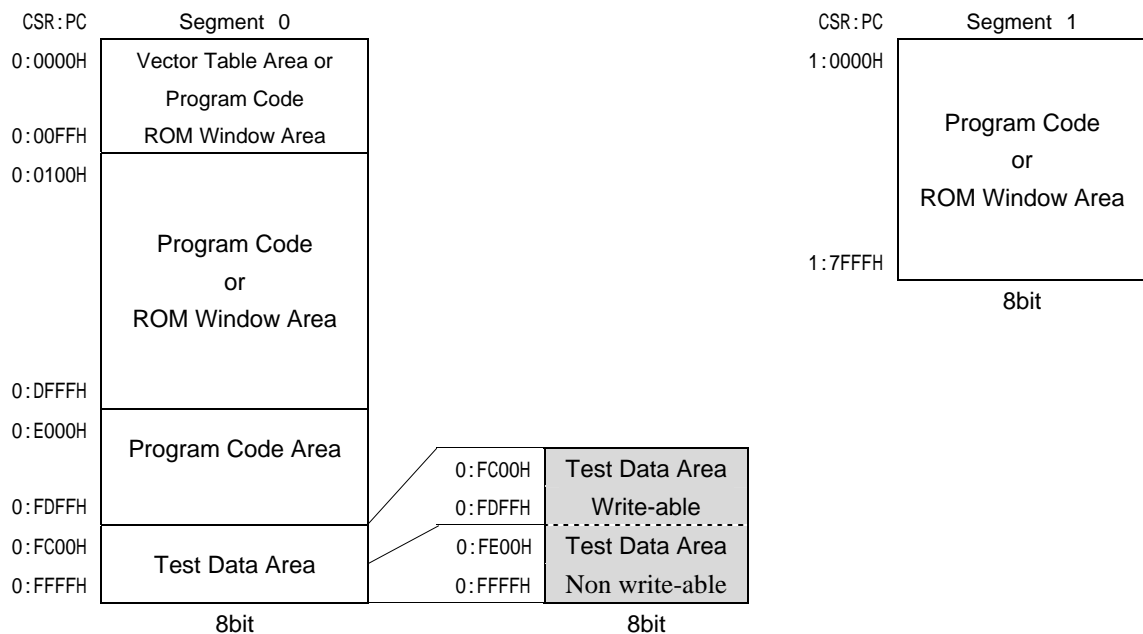 CSR:PC Segment 0
0:0000H Vector Table Area or
Program Code
0:00FFH ROM Window Area
0:0100H
Program Code
or
ROM Window Area
0:DFFFH
0:E000H
Program Code Area
0:FDFFH
0:FC00H
Test Data Area
0:FFFFH
8bit
0:FC00H Test Data Area
0:FDFFH Write-able
0:FE00H Test Data Area
0:FFFFH Non write-able
8bit
CSR:PC Segment 1
1:0000H
Program Code
or
ROM Window Area
1:7FFFH
8bit